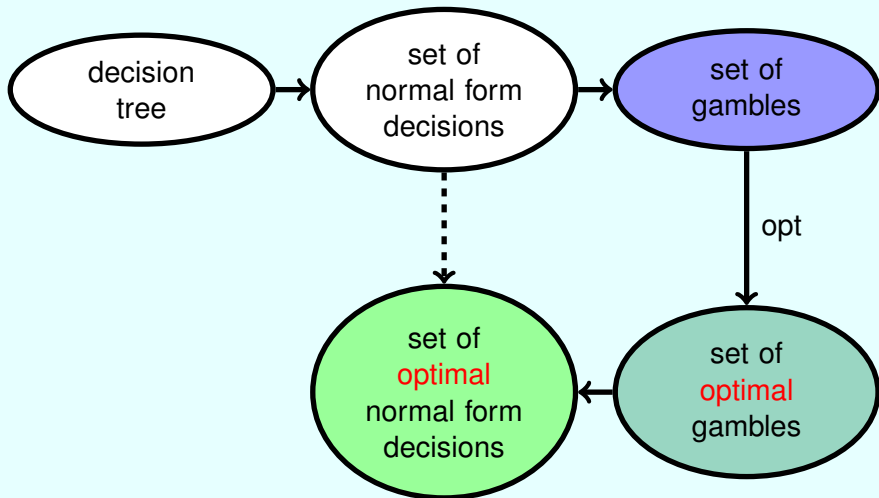 decision
tree
set of
normal form
decisions
set of
gambles
opt
set of
optimal
normal form
decisions
set of
optimal
gambles